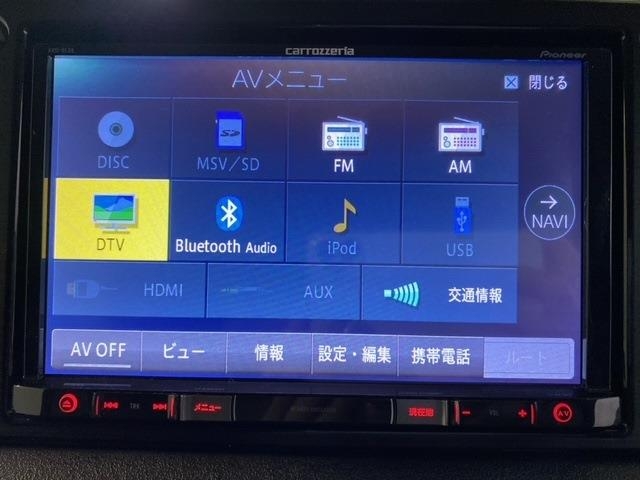 carrozzeria
Pioneer
AVメニュー
閉じる
DISC
MSV/SD
FM
AM
DTV
Bluetooth Audio
iPod
USB
NAVI
HDMI
AUX
交通情報
AV OFF
ビュー
情報
設定・編集
携帯電話
ルート
TRK
メニュー
現在地
VOL
AV